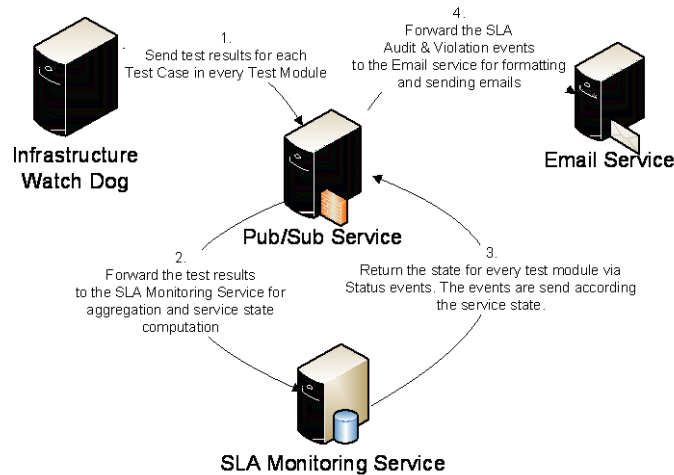 1.
Send test results for each
Test Case in every Test Module
4.
Forward the SLA
Audit & Violation events
to the Email service for formatting
and sending emails
Infrastructure
Watch Dog
Email Service
Pub/Sub Service
2.
Forward the test results
to the SLA Monitoring Service for
aggregation and service state
computation
3.
Return the state for every test module via
Status events. The events are send according
the service state.
SLA Monitoring Service